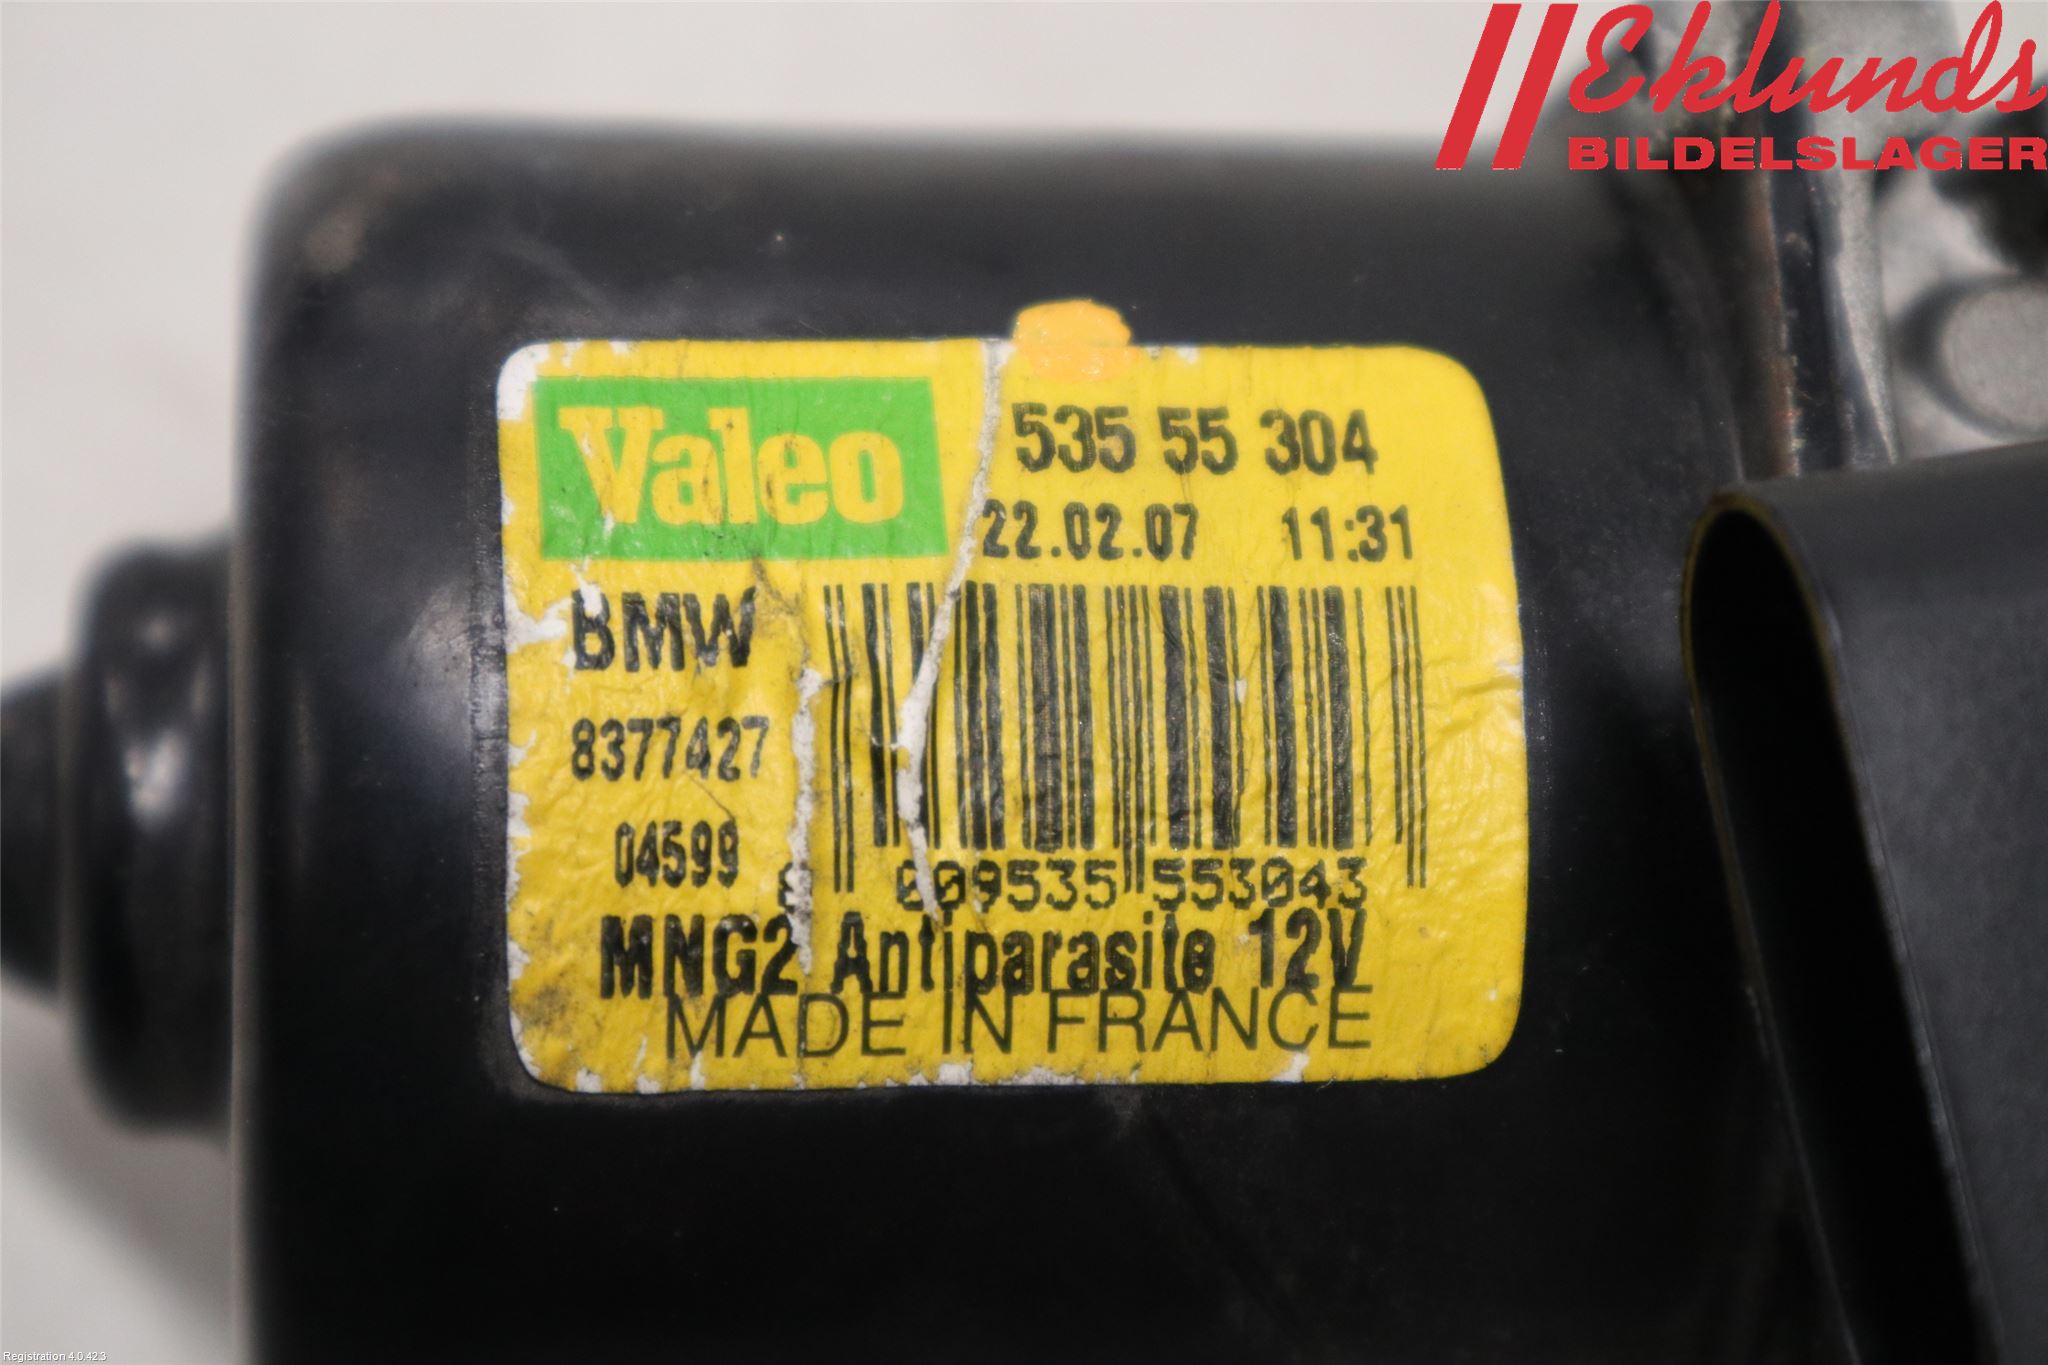 Eklunds
BILDELSLAGER
Valeo
535 55 304
22.02.07 11:31
BMW
8377427
04599
009535 553043
MNG2 Antiparasite 12V
MADE IN FRANCE
Registration 4.0.42.3